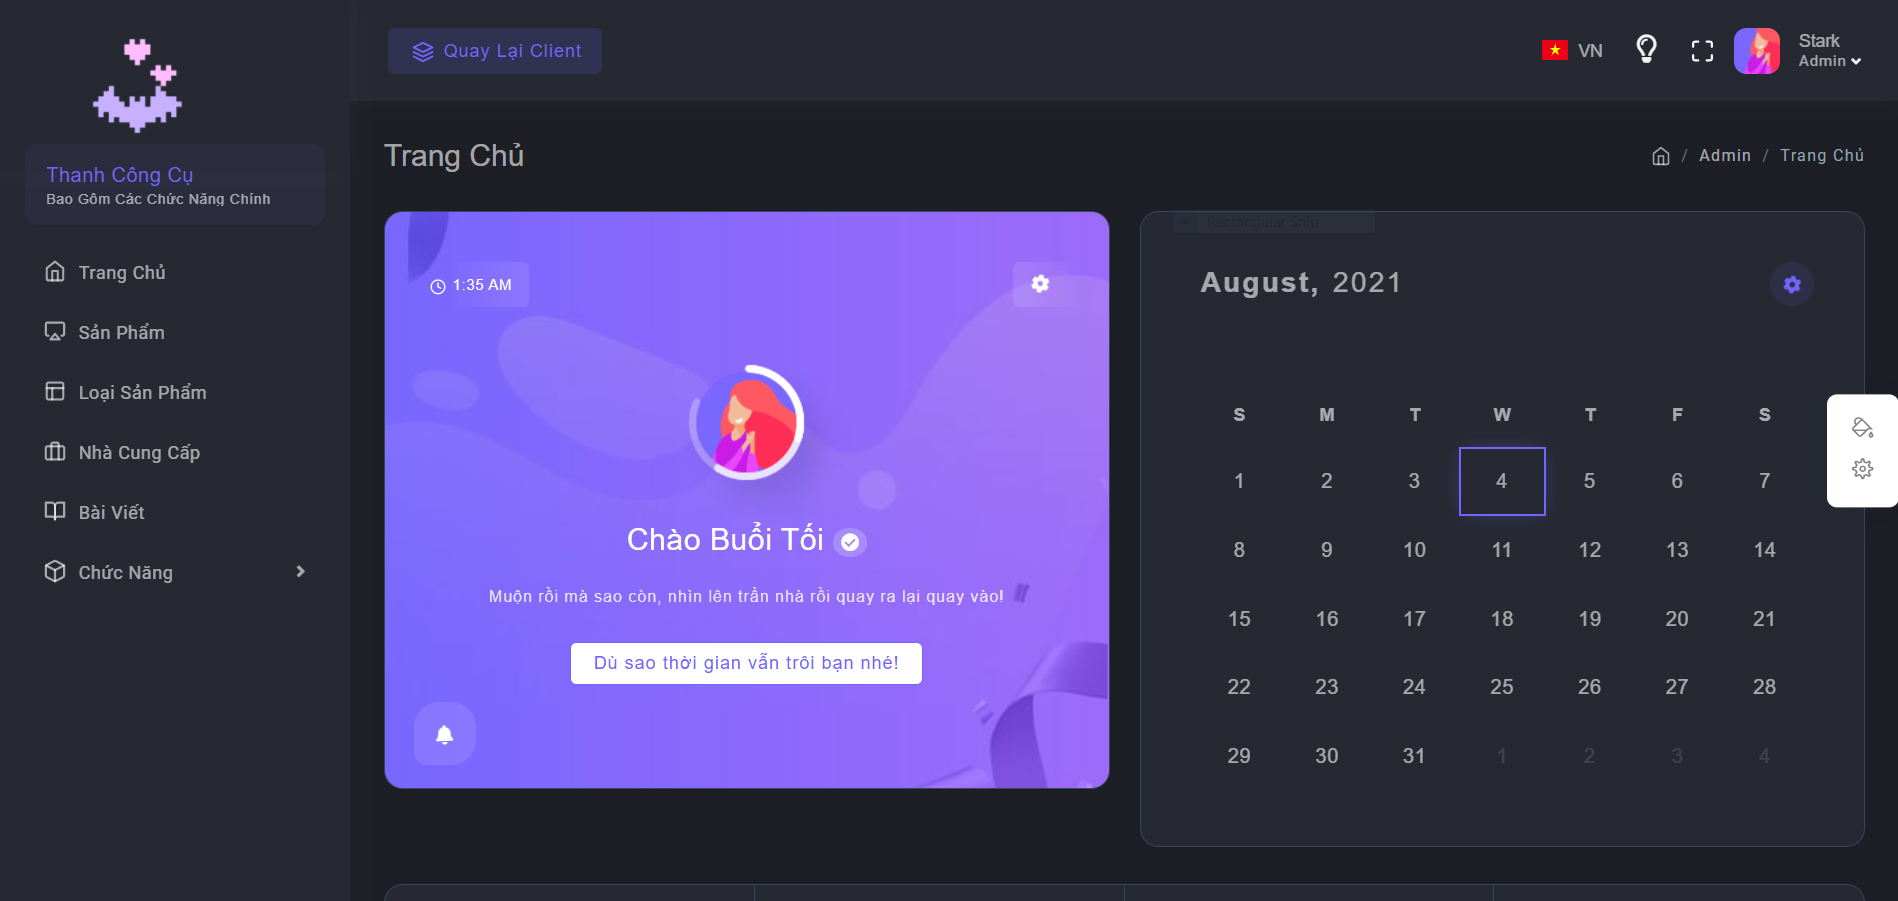 Quay Lại Client
VN
Stark
Admin
Thanh Công Cụ
Bao Gồm Các Chức Năng Chính
Trang Chủ
Sản Phẩm
Loại Sản Phẩm
Nhà Cung Cấp
Bài Viết
Chức Năng
Trang Chủ
Admin / Trang Chủ
1:35 AM
Chào Buổi Tối
Muộn rồi mà sao còn, nhìn lên trần nhà rồi quay ra lại quay vào!
Dù sao thời gian vẫn trôi bạn nhé!
Rectangular Snip
August, 2021
S M T W T F S
1 2 3 4 5 6 7
8 9 10 11 12 13 14
15 16 17 18 19 20 21
22 23 24 25 26 27 28
29 30 31 1 2 3 4